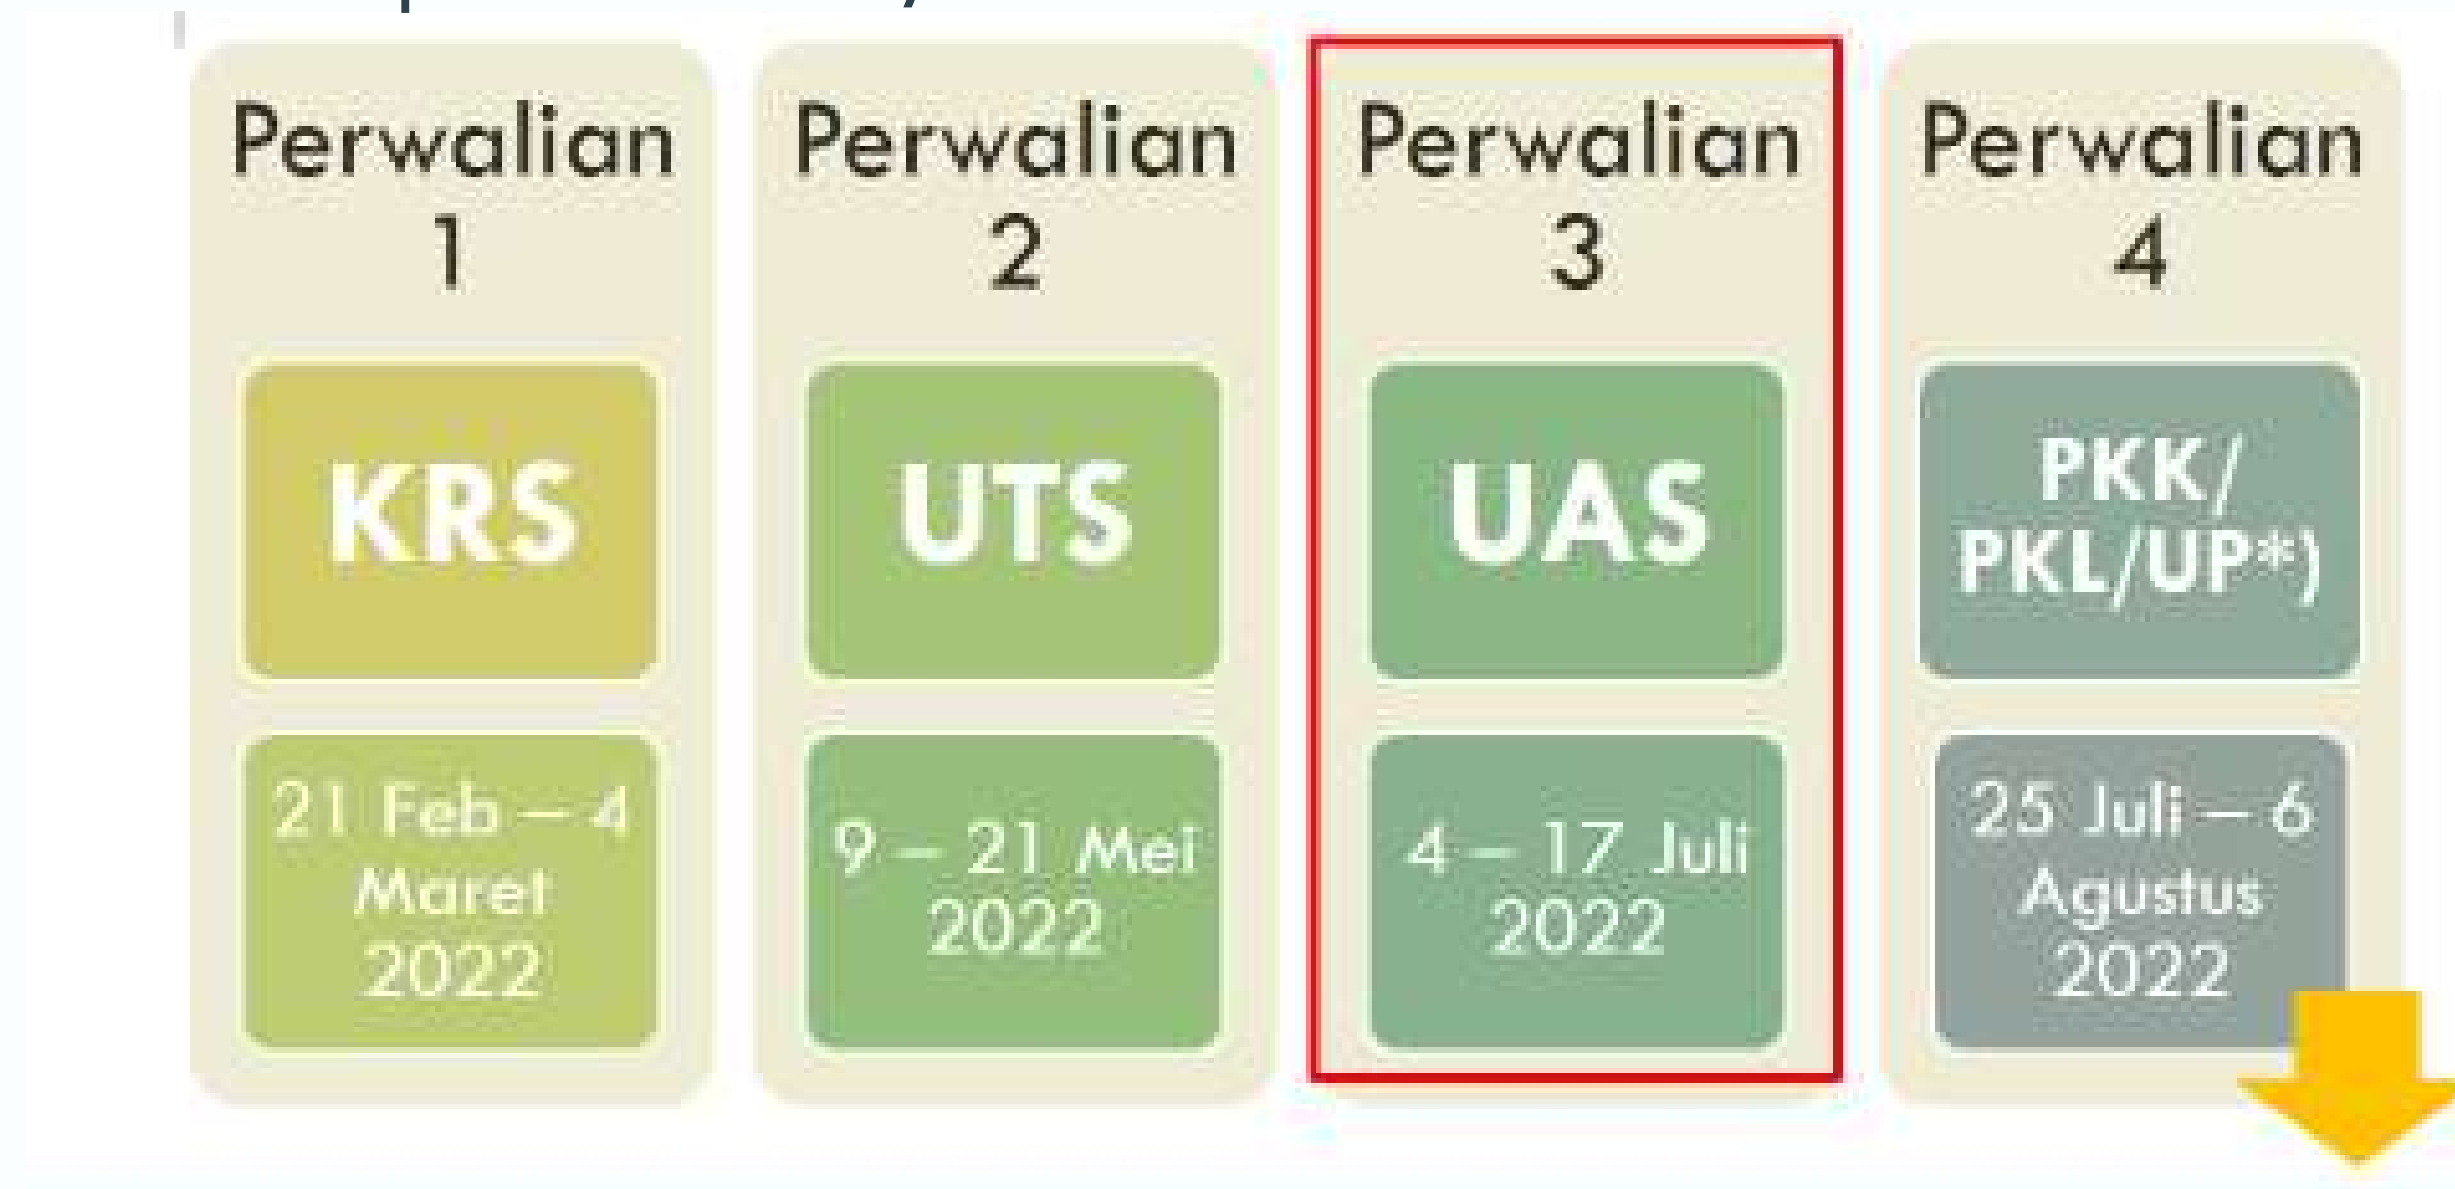 Perwalian
1
KRS
21 Feb – 4
Maret
2022
Perwalian
2
UTS
9 – 21 Mei
2022
Perwalian
3
UAS
4 – 17 Juli
2022
Perwalian
4
PKK/
PKL/UP*)
25 Juli – 6
Agustus
2022